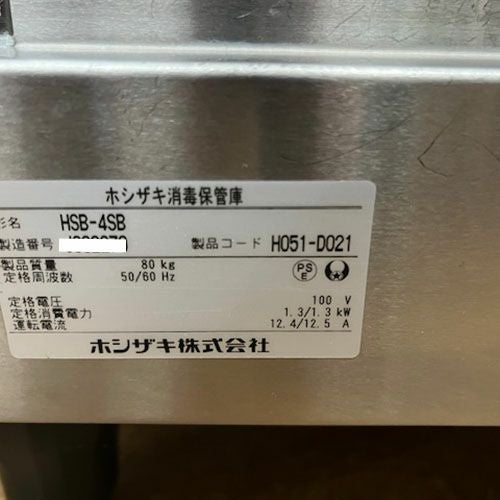 ホシザキ消毒保管庫
形名 HSB-4SB
製造番号
製品コード H051-D021
製品質量 80 kg
定格周波数 50/60 Hz
PSE
定格電圧 100 V
定格消費電力 1.3/1.3 kW
運転電流 12.4/12.5 A
ホシザキ株式会社